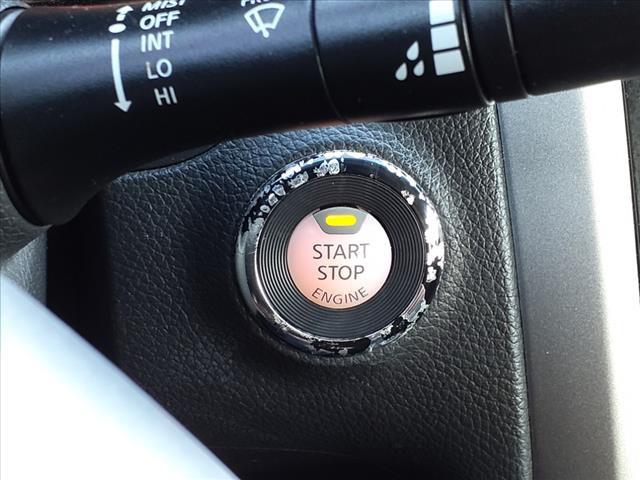 MIST
OFF
INT
LO
HI
START
STOP
ENGINE